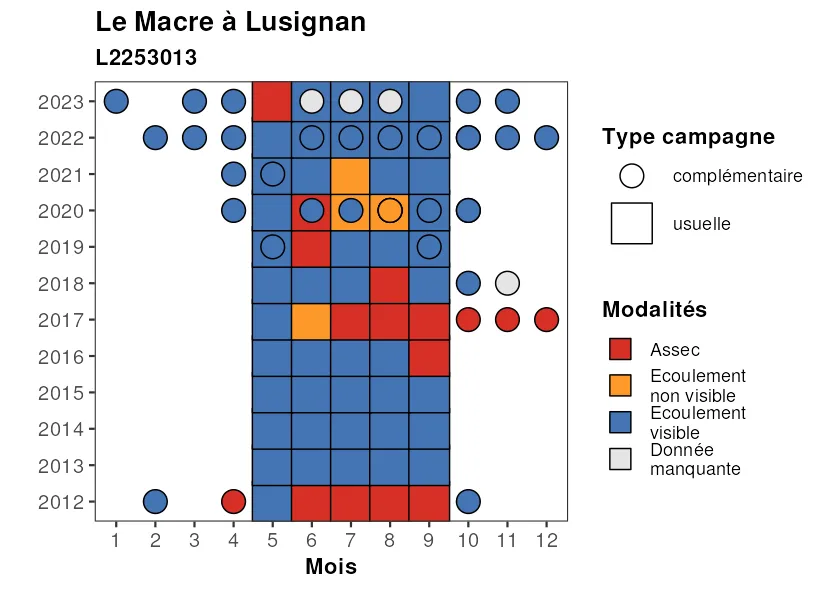 Le Macre à Lusignan
L2253013
2023
2022
2021
2020
2019
2018
2017
2016
2015
2014
2013
2012
1 2 3 4 5 6 7 8 9 10 11 12
Mois
Type campagne
complémentaire
usuelle
Modalités
Assec
Ecoulement
non visible
Ecoulement
visible
Donnée
manquante